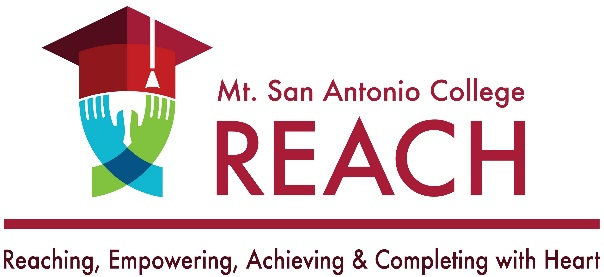 Mt. San Antonio College
REACH
Reaching, Empowering, Achieving & Completing with Heart